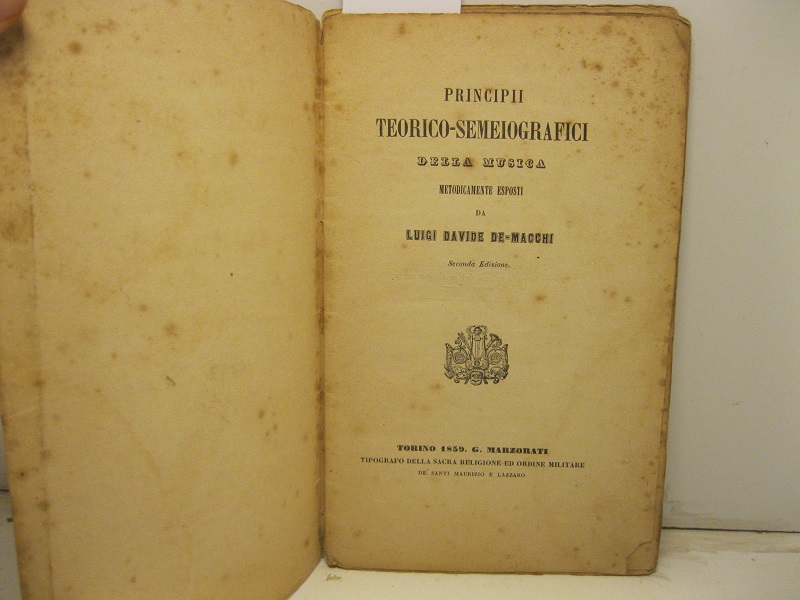 PRINCIPII
TEORICO-SEMEIOGRAFICI
DELLA MUSICA
METODICAMENTE ESPOSTI
DA
LUIGI DAVIDE DE-MACCHI
Seconda Edizione.
TORINO 1859. G. MARZORATI
TIPOGRAFO DELLA SACRA RELIGIONE ED ORDINE MILITARE
DE' SANTI MAURIZIO E LAZZARO